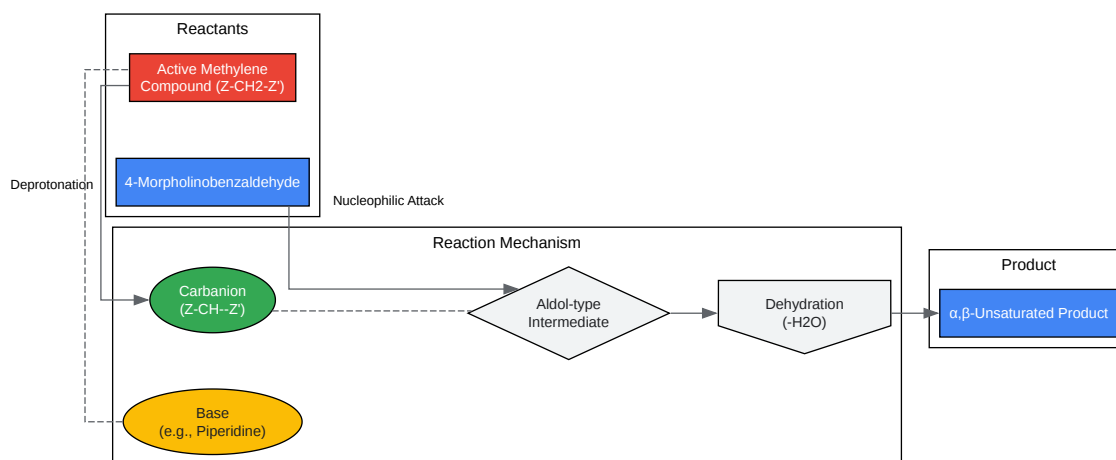 Reactants
Active Methylene
Compound (Z-CH2-Z')
4-Morpholinobenzaldehyde
Deprotonation
Nucleophilic Attack
Reaction Mechanism
Carbanion
(Z-CH--Z')
Aldol-type
Intermediate
Dehydration
(-H2O)
Product
α,β-Unsaturated Product
Base
(e.g., Piperidine)